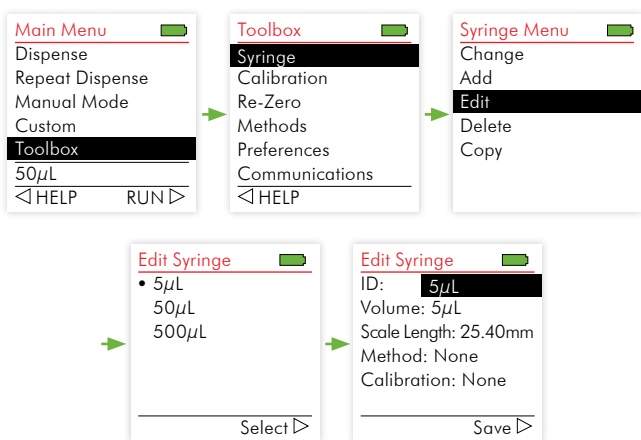 Main Menu
Dispense
Repeat Dispense
Manual Mode
Custom
Toolbox
50µL
◁ HELP RUN ▷
Toolbox
Syringe
Calibration
Re-Zero
Methods
Preferences
Communications
◁ HELP
Syringe Menu
Change
Add
Edit
Delete
Copy
Edit Syringe
• 5µL
50µL
500µL
Select ▷
Edit Syringe
ID: 5µL
Volume: 5µL
Scale Length: 25.40mm
Method: None
Calibration: None
Save ▷